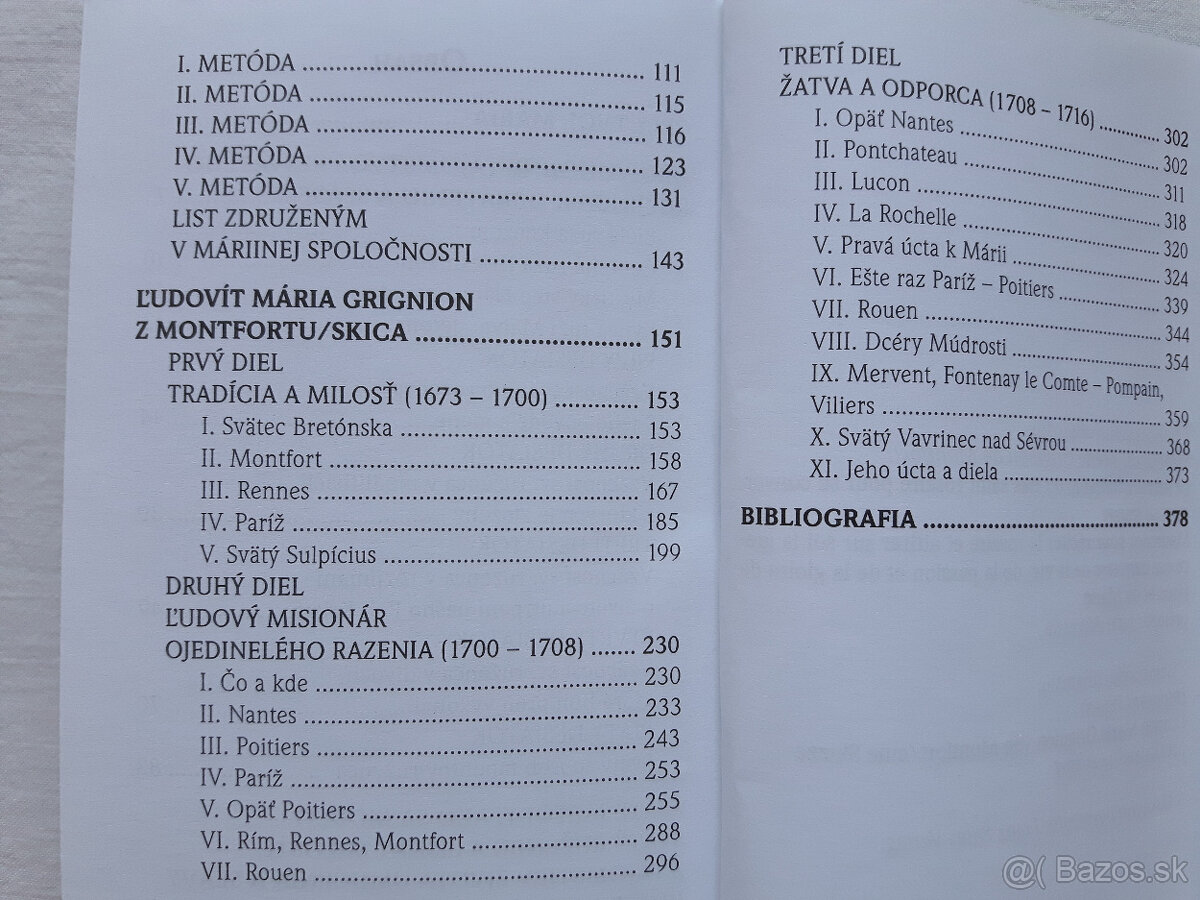 I. METÓDA ........ 111
II. METÓDA ........ 115
III. METÓDA ........ 116
IV. METÓDA ........ 123
V. METÓDA ........ 131
LIST ZDRUŽENÝM
V MÁRIINEJ SPOLOČNOSTI ........ 143
ĽUDOVÍT MÁRIA GRIGNION
Z MONTFORTU/SKICA ........ 151
PRVÝ DIEL
TRADÍCIA A MILOSŤ (1673 – 1700) ........ 153
I. Svätec Bretónska ........ 153
II. Montfort ........ 158
III. Rennes ........ 167
IV. Paríž ........ 185
V. Svätý Sulpícius ........ 199
DRUHÝ DIEL
ĽUDOVÝ MISIONÁR
OJEDINELÉHO RAZENIA (1700 – 1708) ....... 230
I. Čo a kde ........ 230
II. Nantes ........ 233
III. Poitiers ........ 243
IV. Paríž ........ 253
V. Opäť Poitiers ........ 255
VI. Rím, Rennes, Montfort ........ 288
VII. Rouen ........ 296
TRETÍ DIEL
ŽATVA A ODPORCA (1708 – 1716) ........ 302
I. Opäť Nantes ........ 302
II. Pontchateau ........ 311
III. Lucon ........ 318
IV. La Rochelle ........ 320
V. Pravá úcta k Márii ........ 324
VI. Ešte raz Paríž – Poitiers ........ 339
VII. Rouen ........ 344
VIII. Dcéry Múdrosti ........ 354
IX. Mervent, Fontenay le Comte – Pompain,
Viliers ........ 359
X. Svätý Vavrinec nad Sévrou ........ 368
XI. Jeho úcta a diela ........ 373
BIBLIOGRAFIA ........ 378
@( Bazos.sk